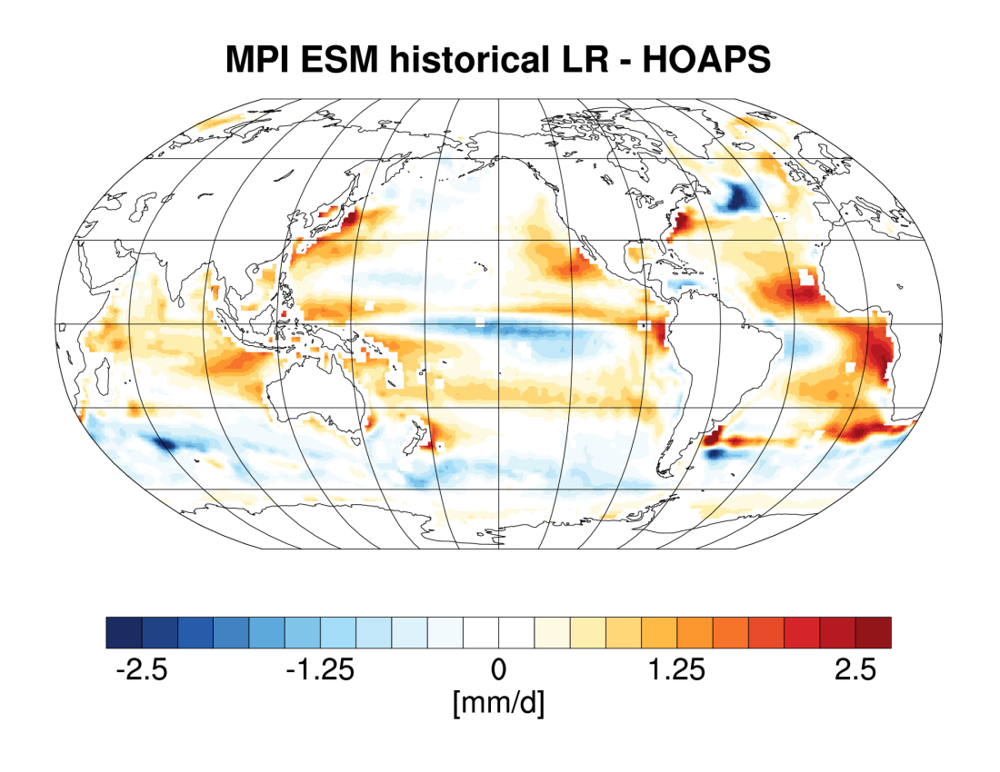 MPI ESM historical LR - HOAPS
-2.5 -1.25 0 1.25 2.5
[mm/d]